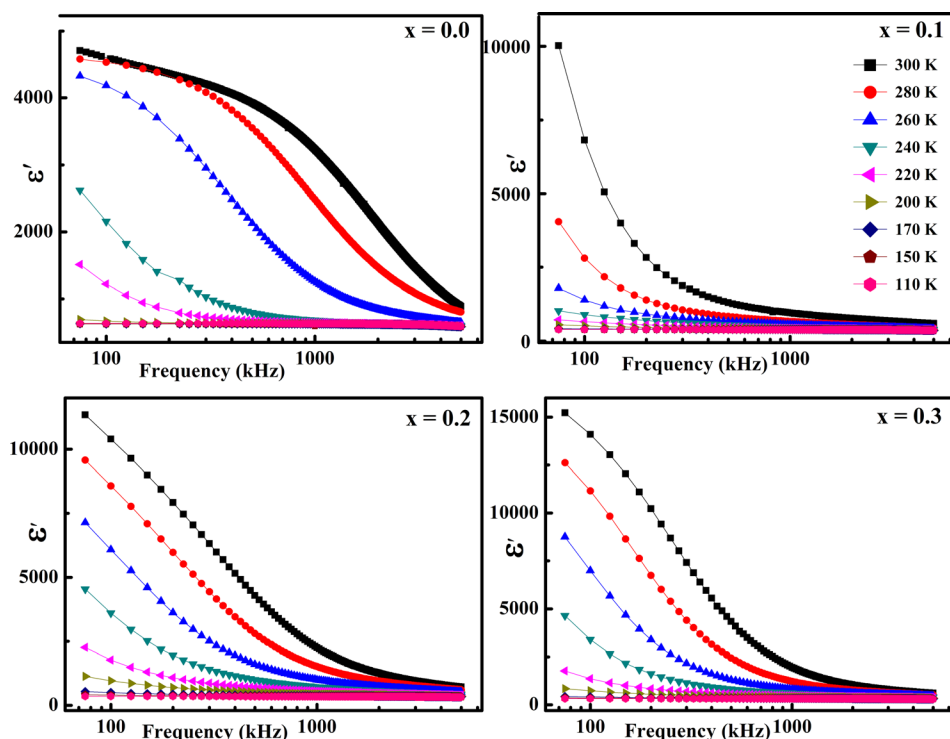 x = 0.0
4000
2000
ε′
100
1000
Frequency (kHz)
x = 0.1
10000
5000
0
ε′
300 K
280 K
260 K
240 K
220 K
200 K
170 K
150 K
110 K
100
1000
Frequency (kHz)
x = 0.2
10000
5000
0
ε′
100
1000
Frequency (kHz)
x = 0.3
15000
10000
5000
0
ε′
100
1000
Frequency (kHz)